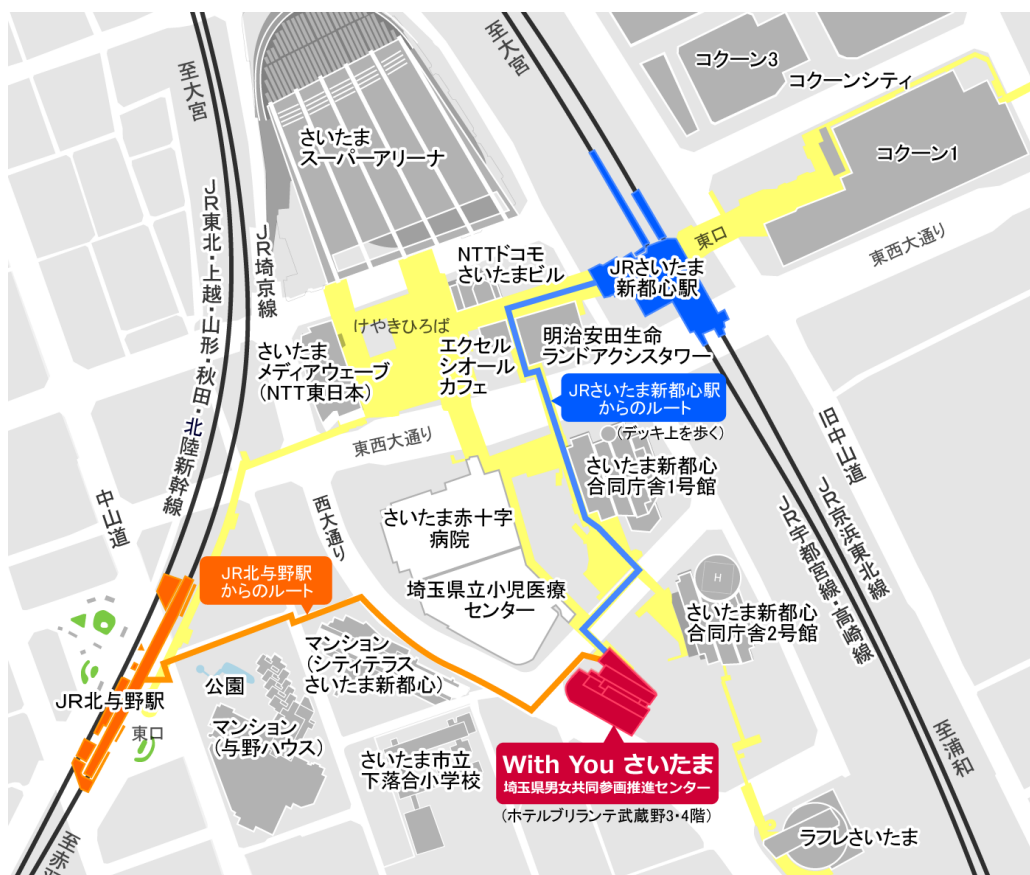 至大宮
至大宮
コクーン3
コクーンシティ
コクーン1
さいたま
スーパーアリーナ
JR東北・上越・山形・秋田・北陸新幹線
JR埼京線
NTTドコモ
さいたまビル
JRさいたま
新都心駅
東口
東西大通り
けやきひろば
さいたま
メディアウェーブ
(NTT東日本)
エクセル
シオール
カフェ
明治安田生命
ランドアクシスタワー
JRさいたま新都心駅
からのルート
(デッキ上を歩く)
東西大通り
旧中山道
中山道
西大通り
さいたま新都心
合同庁舎1号館
さいたま赤十字
病院
JR京浜東北線
JR宇都宮線・高崎線
JR北与野駅
からのルート
埼玉県立小児医療
センター
H
さいたま新都心
合同庁舎2号館
マンション
(シティテラス
さいたま新都心)
公園
JR北与野駅
東口
マンション
(与野ハウス)
さいたま市立
下落合小学校
With You さいたま
埼玉県男女共同参画推進センター
(ホテルブリランテ武蔵野3・4階)
至浦和
ラフレさいたま
至赤